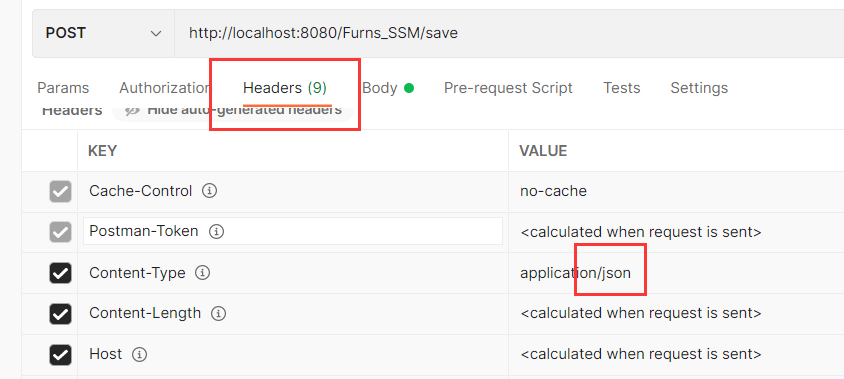 POST http://localhost:8080/Furns_SSM/save
Params Authorization Headers (9) Body Pre-request Script Tests Settings
Headers Hide auto-generated headers
KEY VALUE
Cache-Control no-cache
Postman-Token <calculated when request is sent>
Content-Type application/json
Content-Length <calculated when request is sent>
Host <calculated when request is sent>